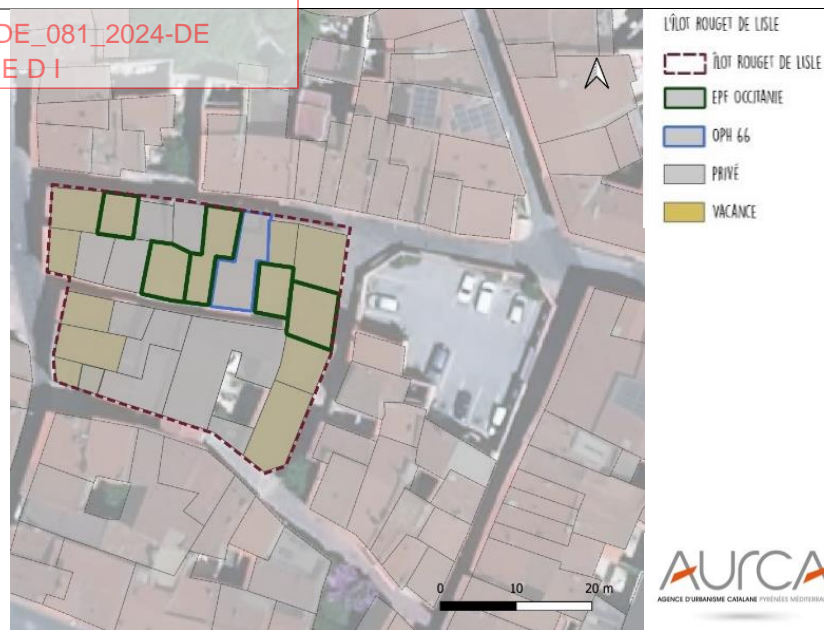 DE_081_2024-DE
E D I
L'ÎLOT ROUGET DE LISLE
ÎLOT ROUGET DE LISLE
EPF OCCITANIE
OPH 66
PRIVÉ
VACANCE
0 10 20 m
AURCA
AGENCE D'URBANISME CATALANE PYRÉNÉES MÉDITERRAN